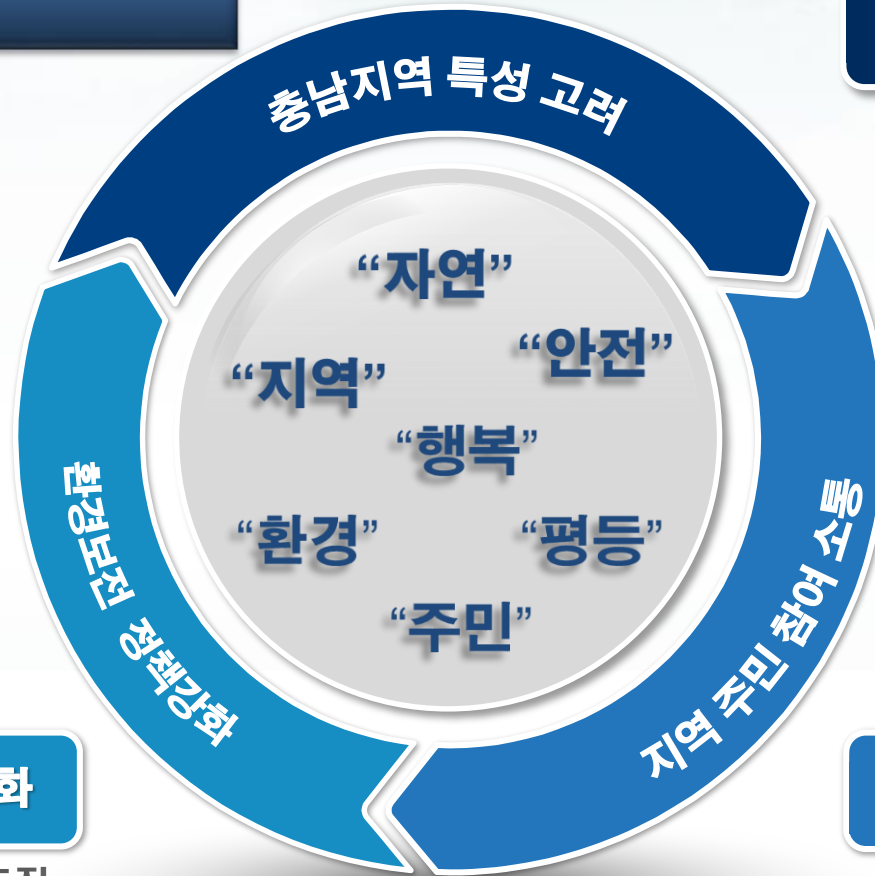 충남지역 특성 고려
“자연”
“안전”
“지역”
“행복”
“환경”
“평등”
“주민”
환경보전 정책강화
지역 주민 참여 소통
화